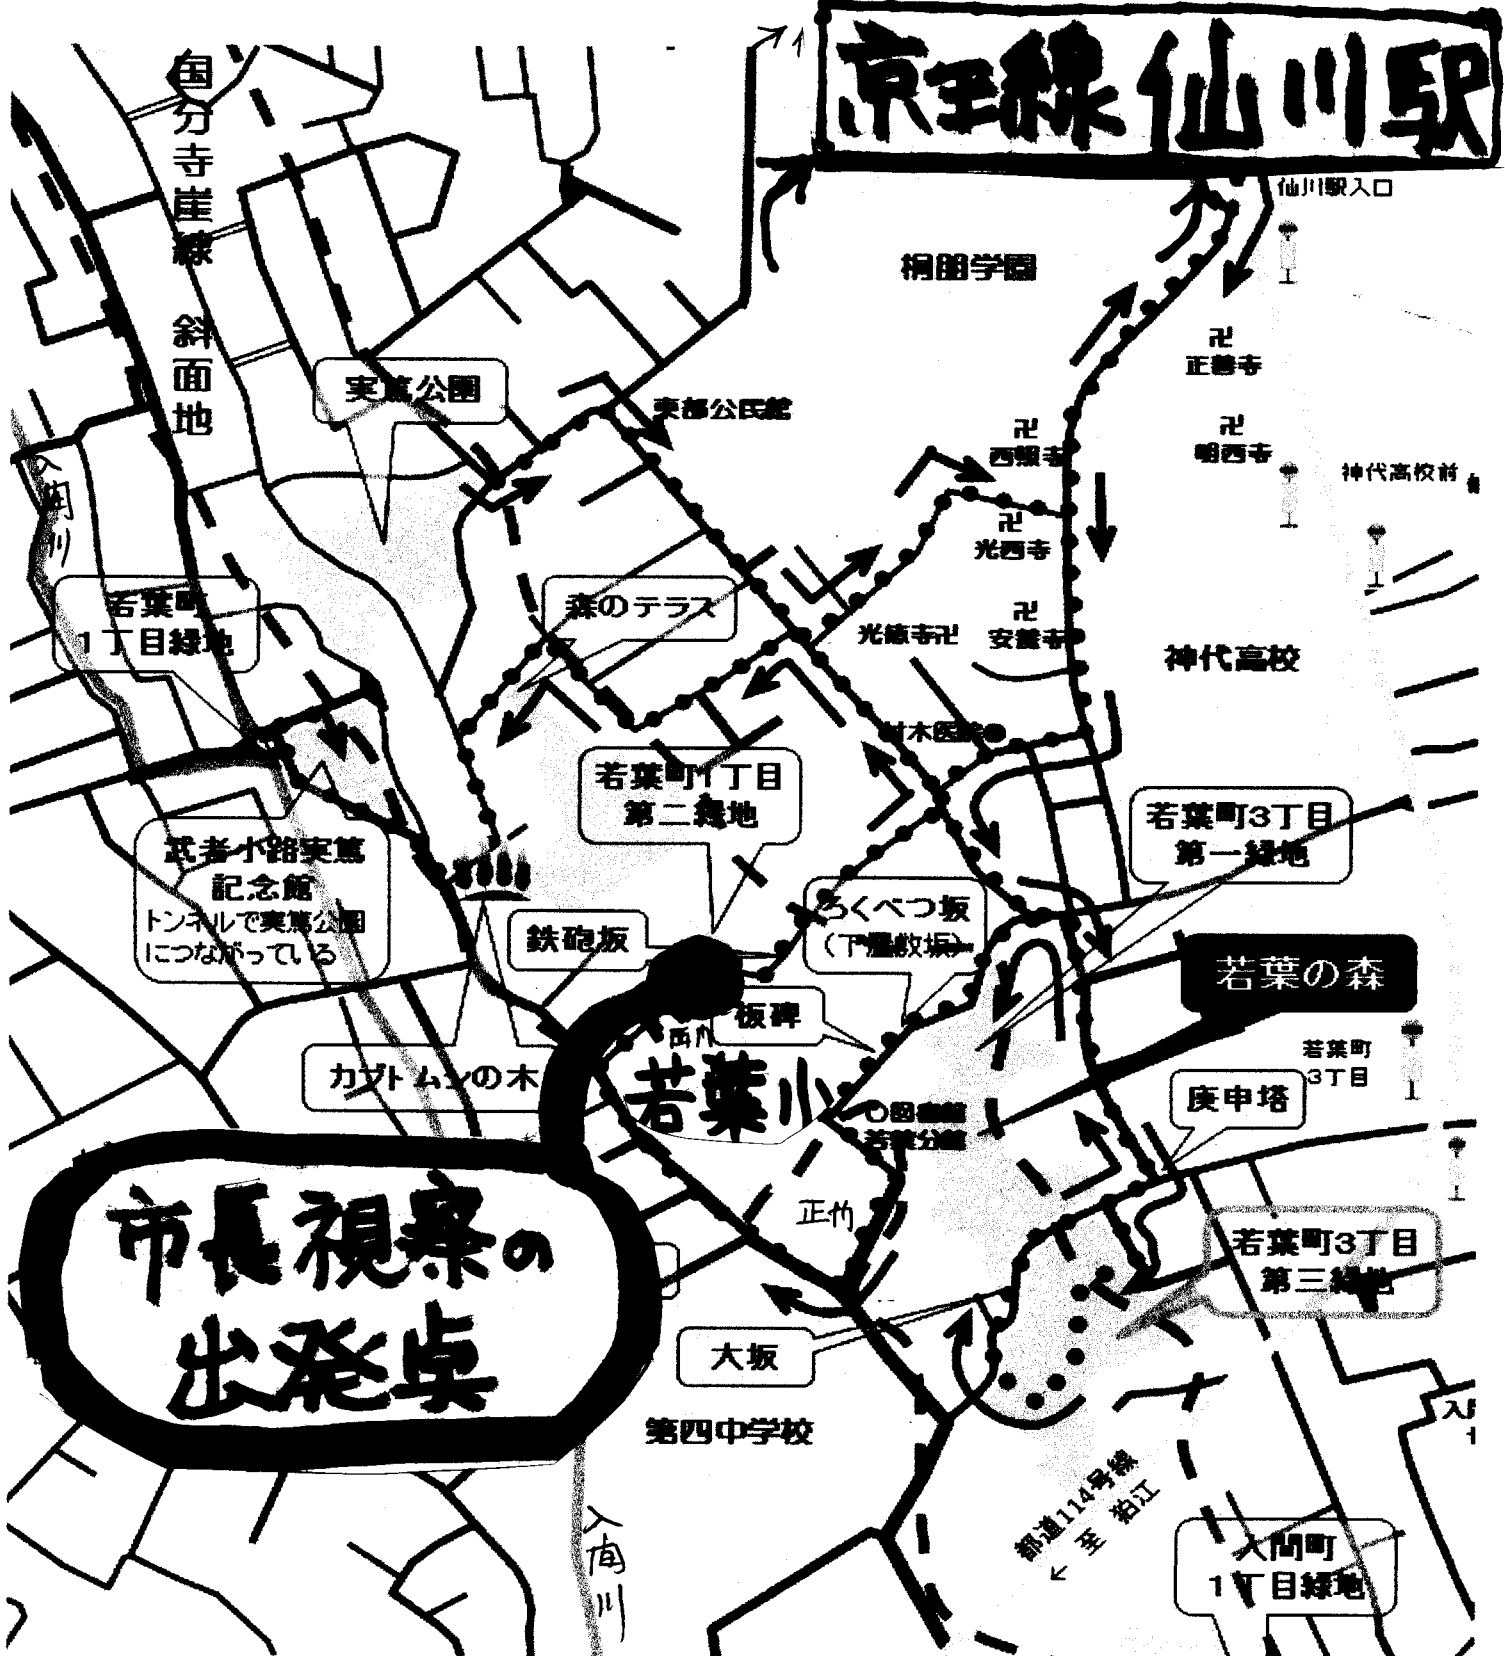 京王線 仙川駅
仙川駅入口
国分寺崖線 斜面地
桐朋学園
卍
正善寺
実篤公園
東部公民館
卍
西照寺
卍
明西寺
神代高校前
入間川
卍
光西寺
若葉町
1丁目緑地
森のテラス
光徳寺卍
卍
安養寺
神代高校
若葉町1丁目
第二緑地
若葉町3丁目
第一緑地
武者小路実篤
記念館
トンネルで実篤公園
につながっている
鉄砲坂
ろくべつ坂
(下屋敷坂)
若葉の森
板碑
カブトムシの木
若葉小
図書館
若葉町
3丁目
庚申塔
市長視察の
出発点
正門
若葉町3丁目
第三緑地
大坂
第四中学校
都道114号線
← 至 狛江
入間川
入間町
1丁目緑地